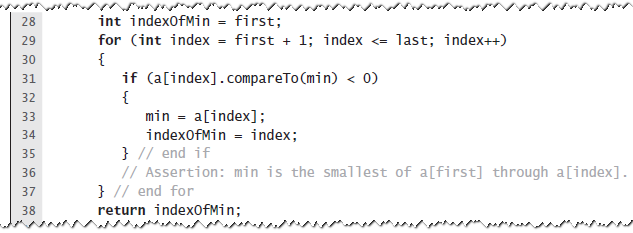 28 int indexOfMin = first;
29 for (int index = first + 1; index <= last; index++)
30 {
31 if (a[index].compareTo(min) < 0)
32 {
33 min = a[index];
34 indexOfMin = index;
35 } // end if
36 // Assertion: min is the smallest of a[first] through a[index].
37 } // end for
38 return indexOfMin;